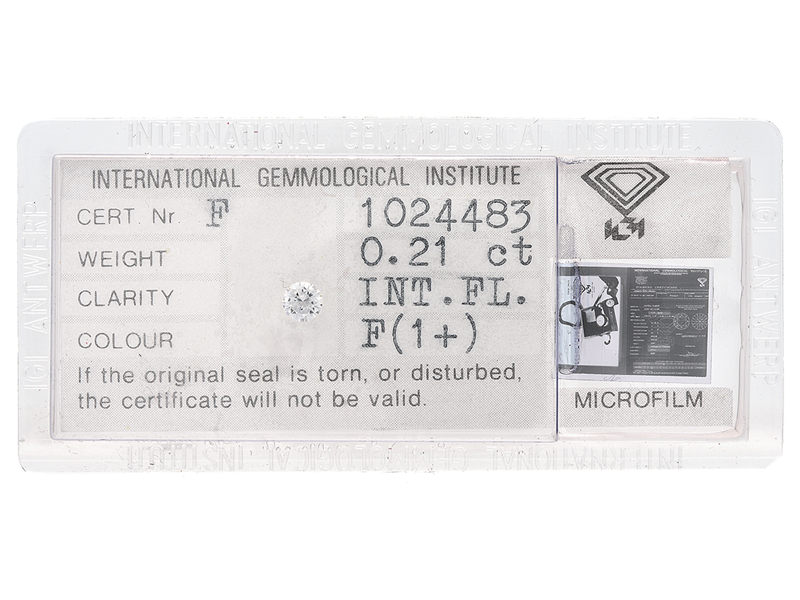 INTERNATIONAL GEMMOLOGICAL INSTITUTE
INTERNATIONAL GEMMOLOGICAL INSTITUTE
CERT. Nr. F 1024483
WEIGHT 0.21 ct
CLARITY INT.FL.
COLOUR F(1+)
If the original seal is torn, or disturbed,
the certificate will not be valid.
IGI
MICROFILM
IGI ANTWERP
IGI ANTWERP
INTERNATIONAL GEMMOLOGICAL INSTITUTE